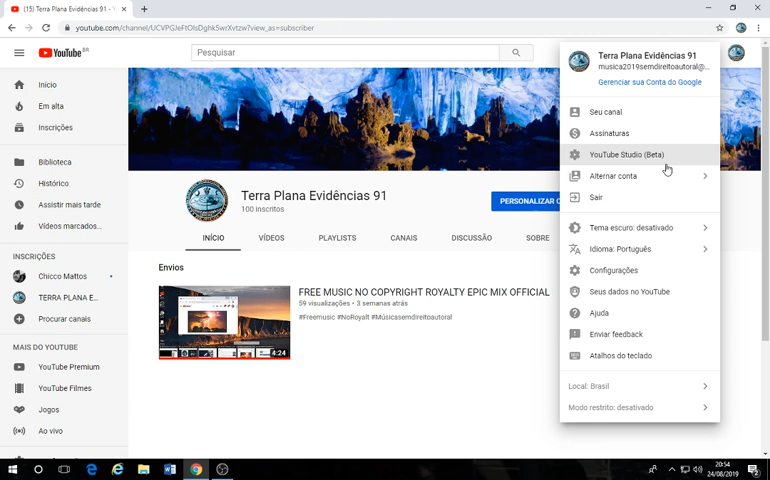 (15) Terra Plana Evidências 91 - Y
youtube.com/channel/UCVPGJeFtOlsDghk5wrXvtzw?view_as=subscriber
YouTube BR
Pesquisar
Início
Em alta
Inscrições
Biblioteca
Histórico
Assistir mais tarde
Vídeos marcados...
INSCRIÇÕES
Chicco Mattos
TERRA PLANA E...
Procurar canais
MAIS DO YOUTUBE
YouTube Premium
YouTube Filmes
Jogos
Ao vivo
Terra Plana Evidências 91
100 inscritos
PERSONALIZAR C
INÍCIO
VÍDEOS
PLAYLISTS
CANAIS
DISCUSSÃO
SOBRE
Envios
4:24
FREE MUSIC NO COPYRIGHT ROYALTY EPIC MIX OFFICIAL
59 visualizações • 3 semanas atrás
#Freemusic #NoRoyalt #Músicasemdireitoautoral
Terra Plana Evidências 91
musica2019semdireitoautoral@...
Gerenciar sua Conta do Google
Seu canal
Assinaturas
YouTube Studio (Beta)
Alternar conta
Sair
Tema escuro: desativado
Idioma: Português
Configurações
Seus dados no YouTube
Ajuda
Enviar feedback
Atalhos do teclado
Local: Brasil
Modo restrito: desativado
20:54
24/08/2019
2